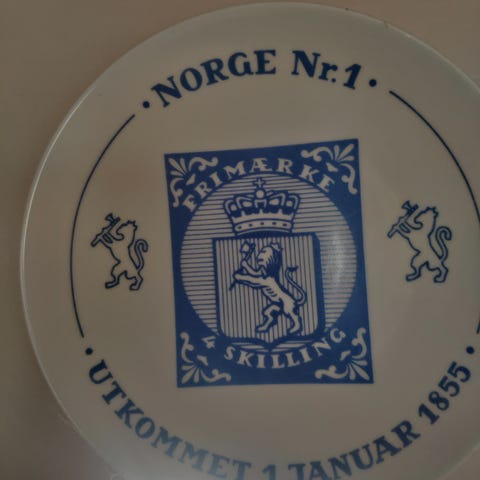 NORGE Nr.1
FRIMÆRKE
4 SKILLING
UTKOMMET 1 JANUAR 1855